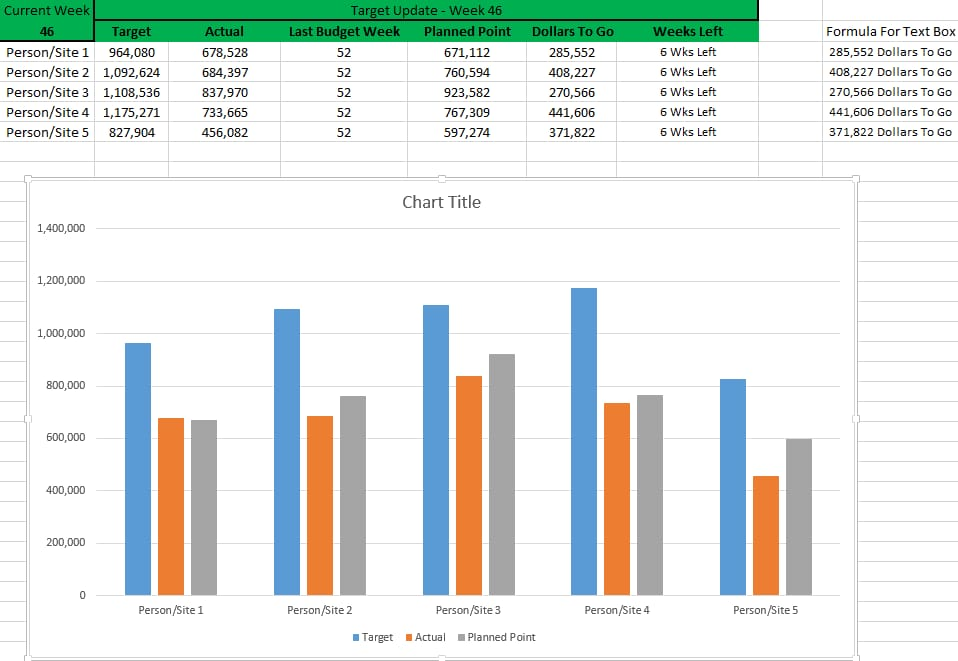 Current Week Target Update - Week 46
46 Target Actual Last Budget Week Planned Point Dollars To Go Weeks Left Formula For Text Box
Person/Site 1 964,080 678,528 52 671,112 285,552 6 Wks Left 285,552 Dollars To Go
Person/Site 2 1,092,624 684,397 52 760,594 408,227 6 Wks Left 408,227 Dollars To Go
Person/Site 3 1,108,536 837,970 52 923,582 270,566 6 Wks Left 270,566 Dollars To Go
Person/Site 4 1,175,271 733,665 52 767,309 441,606 6 Wks Left 441,606 Dollars To Go
Person/Site 5 827,904 456,082 52 597,274 371,822 6 Wks Left 371,822 Dollars To Go
Chart Title
1,400,000
1,200,000
1,000,000
800,000
600,000
400,000
200,000
0
Person/Site 1 Person/Site 2 Person/Site 3 Person/Site 4 Person/Site 5
Target Actual Planned Point